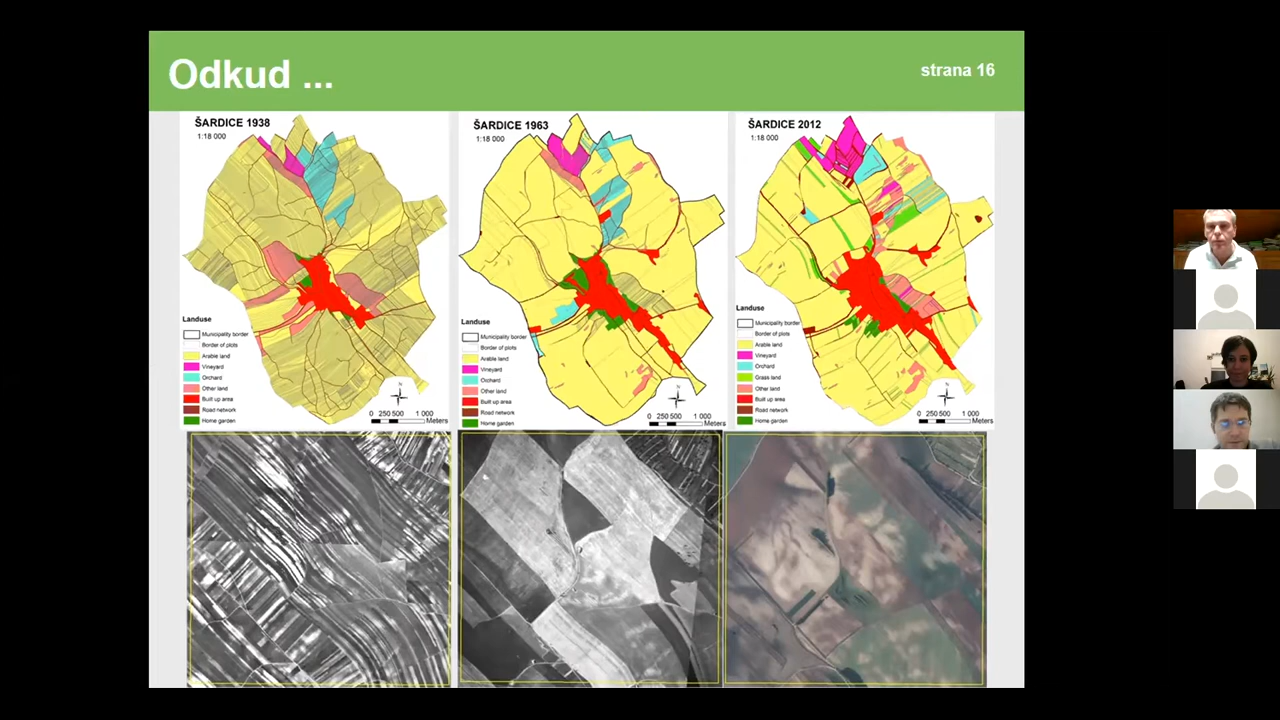 Odkud ...
strana 16
ŠARDICE 1938
1:18 000
Landuse
Municipality border
Border of plots
Arable land
Vineyard
Orchard
Other land
Built up area
Road network
Home garden
N
0 250 500 1 000
Meters
ŠARDICE 1963
1:18 000
Landuse
Municipality border
Border of plots
Arable land
Vineyard
Orchard
Other land
Built up area
Road network
Home garden
N
0 250 500 1 000
Meters
ŠARDICE 2012
1:18 000
Landuse
Municipality border
Border of plots
Arable land
Vineyard
Orchard
Grass land
Other land
Built up area
Road network
Home garden
N
0 250 500 1 000
Meters